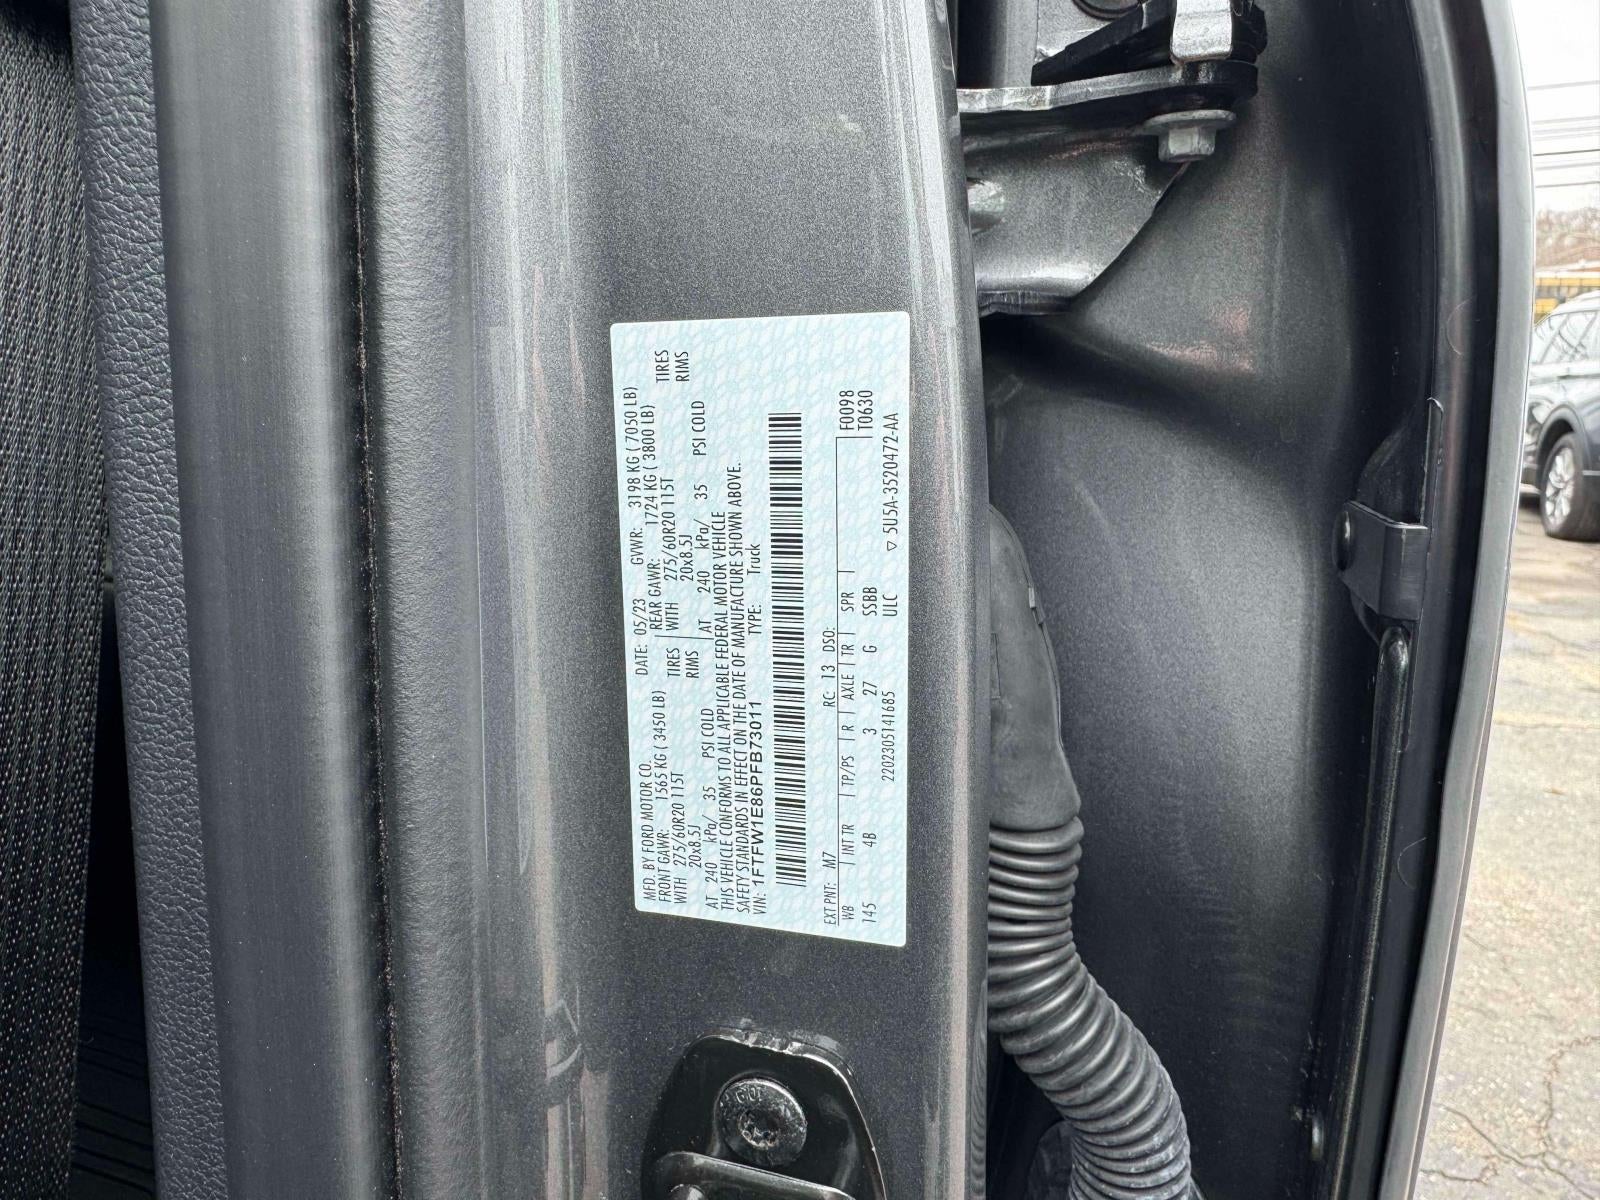 MFD. BY FORD MOTOR CO.
DATE: 05/23 GVWR: 3198 KG ( 7050 LB)
FRONT GAWR: 1565 KG ( 3450 LB) REAR GAWR: 1724 KG ( 3800 LB)
WITH 275/60R20 115T TIRES WITH 275/60R20 115T TIRES
20x8.5J RIMS 20x8.5J RIMS
AT 240 kPa/ 35 PSI COLD AT 240 kPa/ 35 PSI COLD
THIS VEHICLE CONFORMS TO ALL APPLICABLE FEDERAL MOTOR VEHICLE
SAFETY STANDARDS IN EFFECT ON THE DATE OF MANUFACTURE SHOWN ABOVE.
VIN: 1FTFW1E86PFB73011 TYPE: Truck
EXT PNT: M7 RC: 13 DSO: F0098
WB INT TR TP/PS R AXLE TR SPR T0630
145 4B 3 27 G SSBB
2202305141685 ULC ▽ 5U5A-3520472-AA